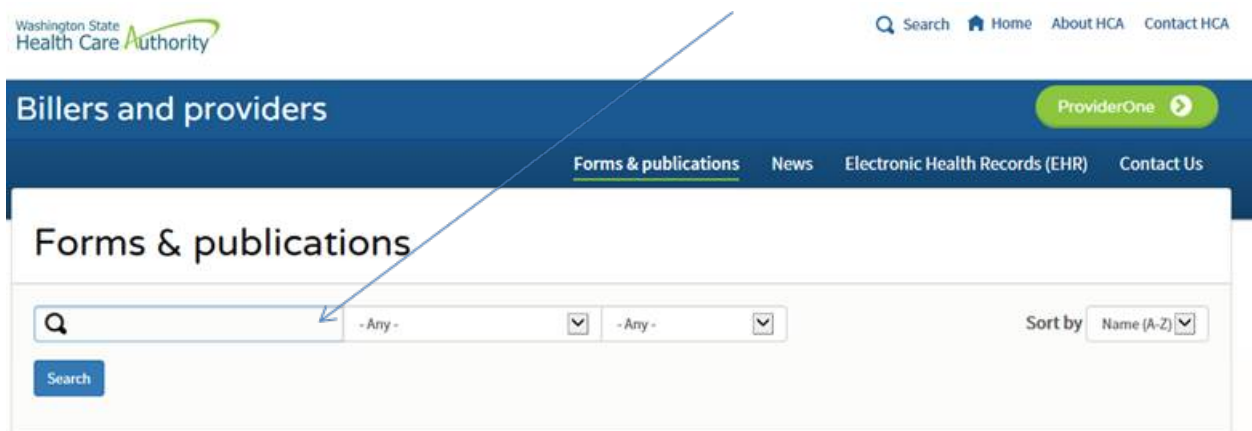 Washington State
Health Care Authority
Search Home About HCA Contact HCA
Billers and providers
ProviderOne
Forms & publications News Electronic Health Records (EHR) Contact Us
Forms & publications
- Any - - Any - Sort by Name (A-Z)
Search